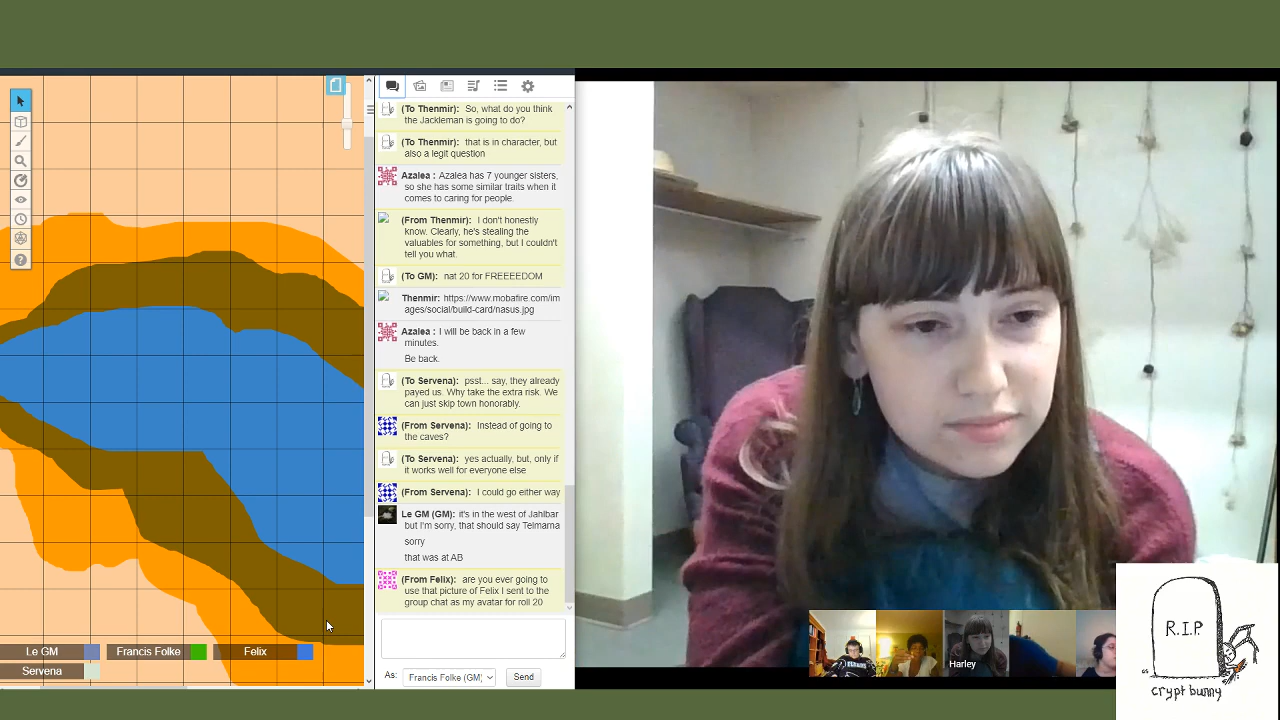 (To Thenmir): So, what do you think
the Jackleman is going to do?
(To Thenmir): that is in character, but
also a legit question
Azalea : Azalea has 7 younger sisters,
so she has some similar traits when it
comes to caring for people.
(From Thenmir): I don't honestly
know. Clearly, he's stealing the
valuables for something, but I couldn't
tell you what.
(To GM): nat 20 for FREEEEDOM
Thenmir: https://www.mobafire.com/im
ages/social/build-card/nasus.jpg
Azalea : I will be back in a few
minutes.
Be back.
(To Servena): psst... say, they already
payed us. Why take the extra risk. We
can just skip town honorably.
(From Servena): Instead of going to
the caves?
(To Servena): yes actually, but, only if
it works well for everyone else
(From Servena): I could go either way
Le GM (GM): it's in the west of Jahlbar
but I'm sorry, that should say Telmarna
sorry
that was at AB
(From Felix): are you ever going to
use that picture of Felix I sent to the
group chat as my avatar for roll 20
As: Francis Folke (GM) Send
Le GM Francis Folke Felix
Servena
Harley
R.I.P
crypt bunny